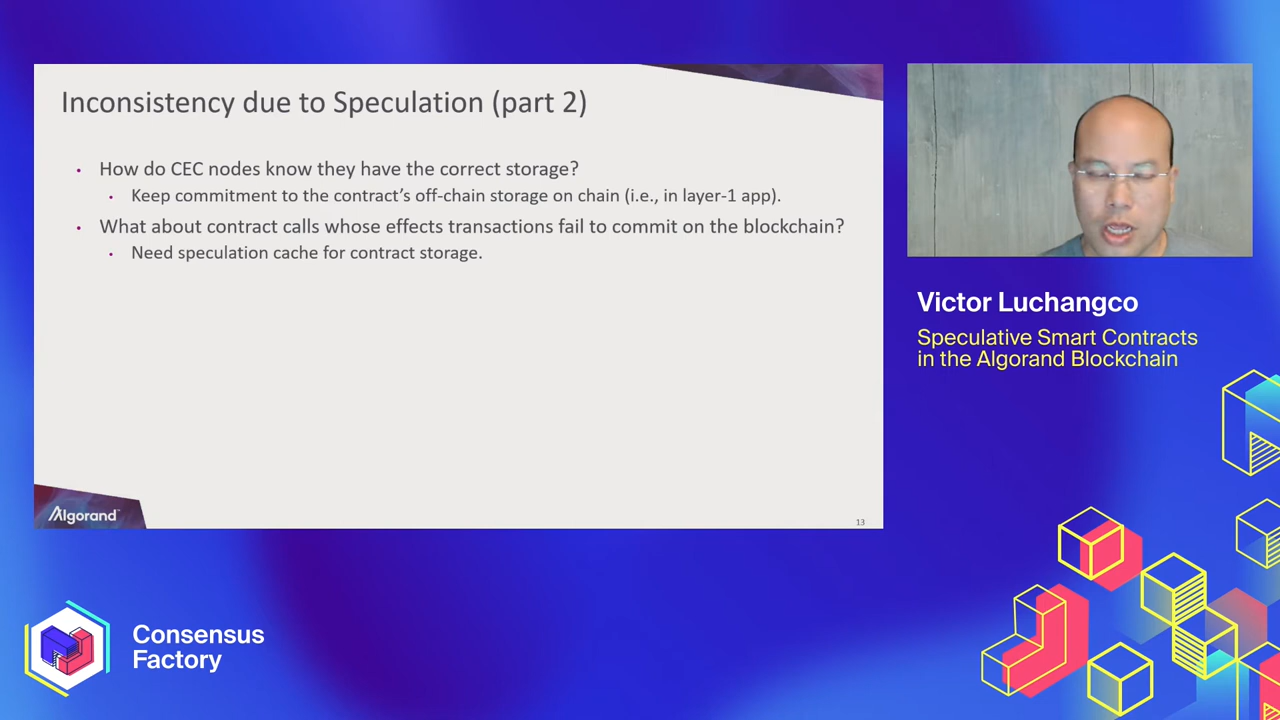 Inconsistency due to Speculation (part 2)
• How do CEC nodes know they have the correct storage?
• Keep commitment to the contract's off-chain storage on chain (i.e., in layer-1 app).
• What about contract calls whose effects transactions fail to commit on the blockchain?
• Need speculation cache for contract storage.
Algorand
13
Victor Luchangco
Speculative Smart Contracts
in the Algorand Blockchain
Consensus
Factory